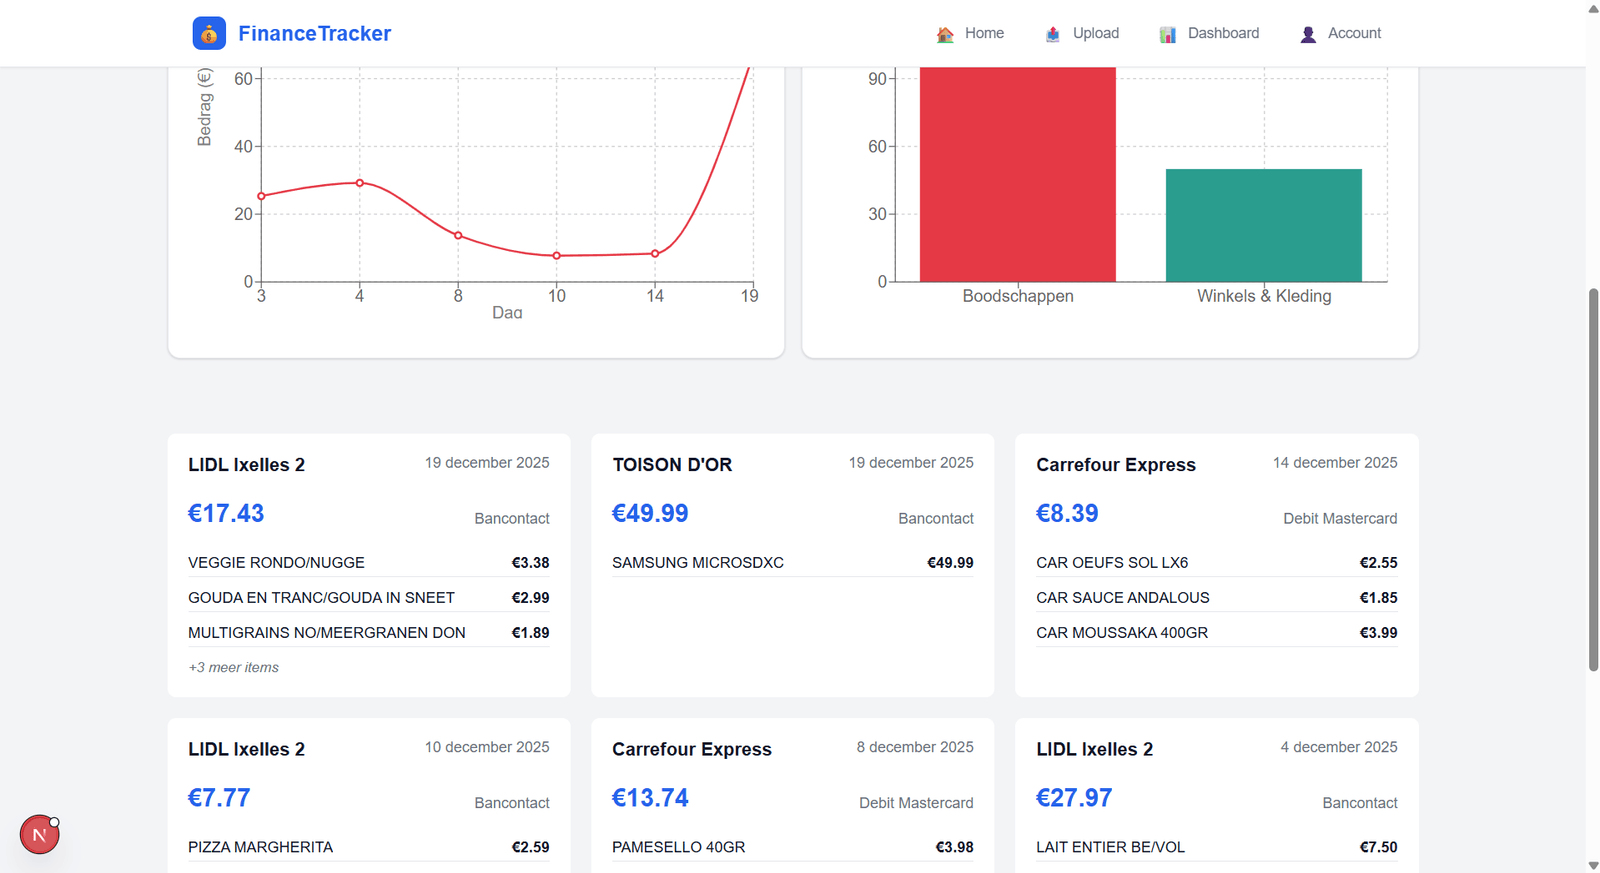 FinanceTracker
Home
Upload
Dashboard
Account
Bedrag (€)
60
40
20
0
3 4 8 10 14 19
Dag
90
60
30
0
Boodschappen Winkels & Kleding
LIDL Ixelles 2 19 december 2025
€17.43 Bancontact
VEGGIE RONDO/NUGGE €3.38
GOUDA EN TRANC/GOUDA IN SNEET €2.99
MULTIGRAINS NO/MEERGRANEN DON €1.89
+3 meer items
TOISON D'OR 19 december 2025
€49.99 Bancontact
SAMSUNG MICROSDXC €49.99
Carrefour Express 14 december 2025
€8.39 Debit Mastercard
CAR OEUFS SOL LX6 €2.55
CAR SAUCE ANDALOUS €1.85
CAR MOUSSAKA 400GR €3.99
LIDL Ixelles 2 10 december 2025
€7.77 Bancontact
PIZZA MARGHERITA €2.59
Carrefour Express 8 december 2025
€13.74 Debit Mastercard
PAMESELLO 40GR €3.98
LIDL Ixelles 2 4 december 2025
€27.97 Bancontact
LAIT ENTIER BE/VOL €7.50
N